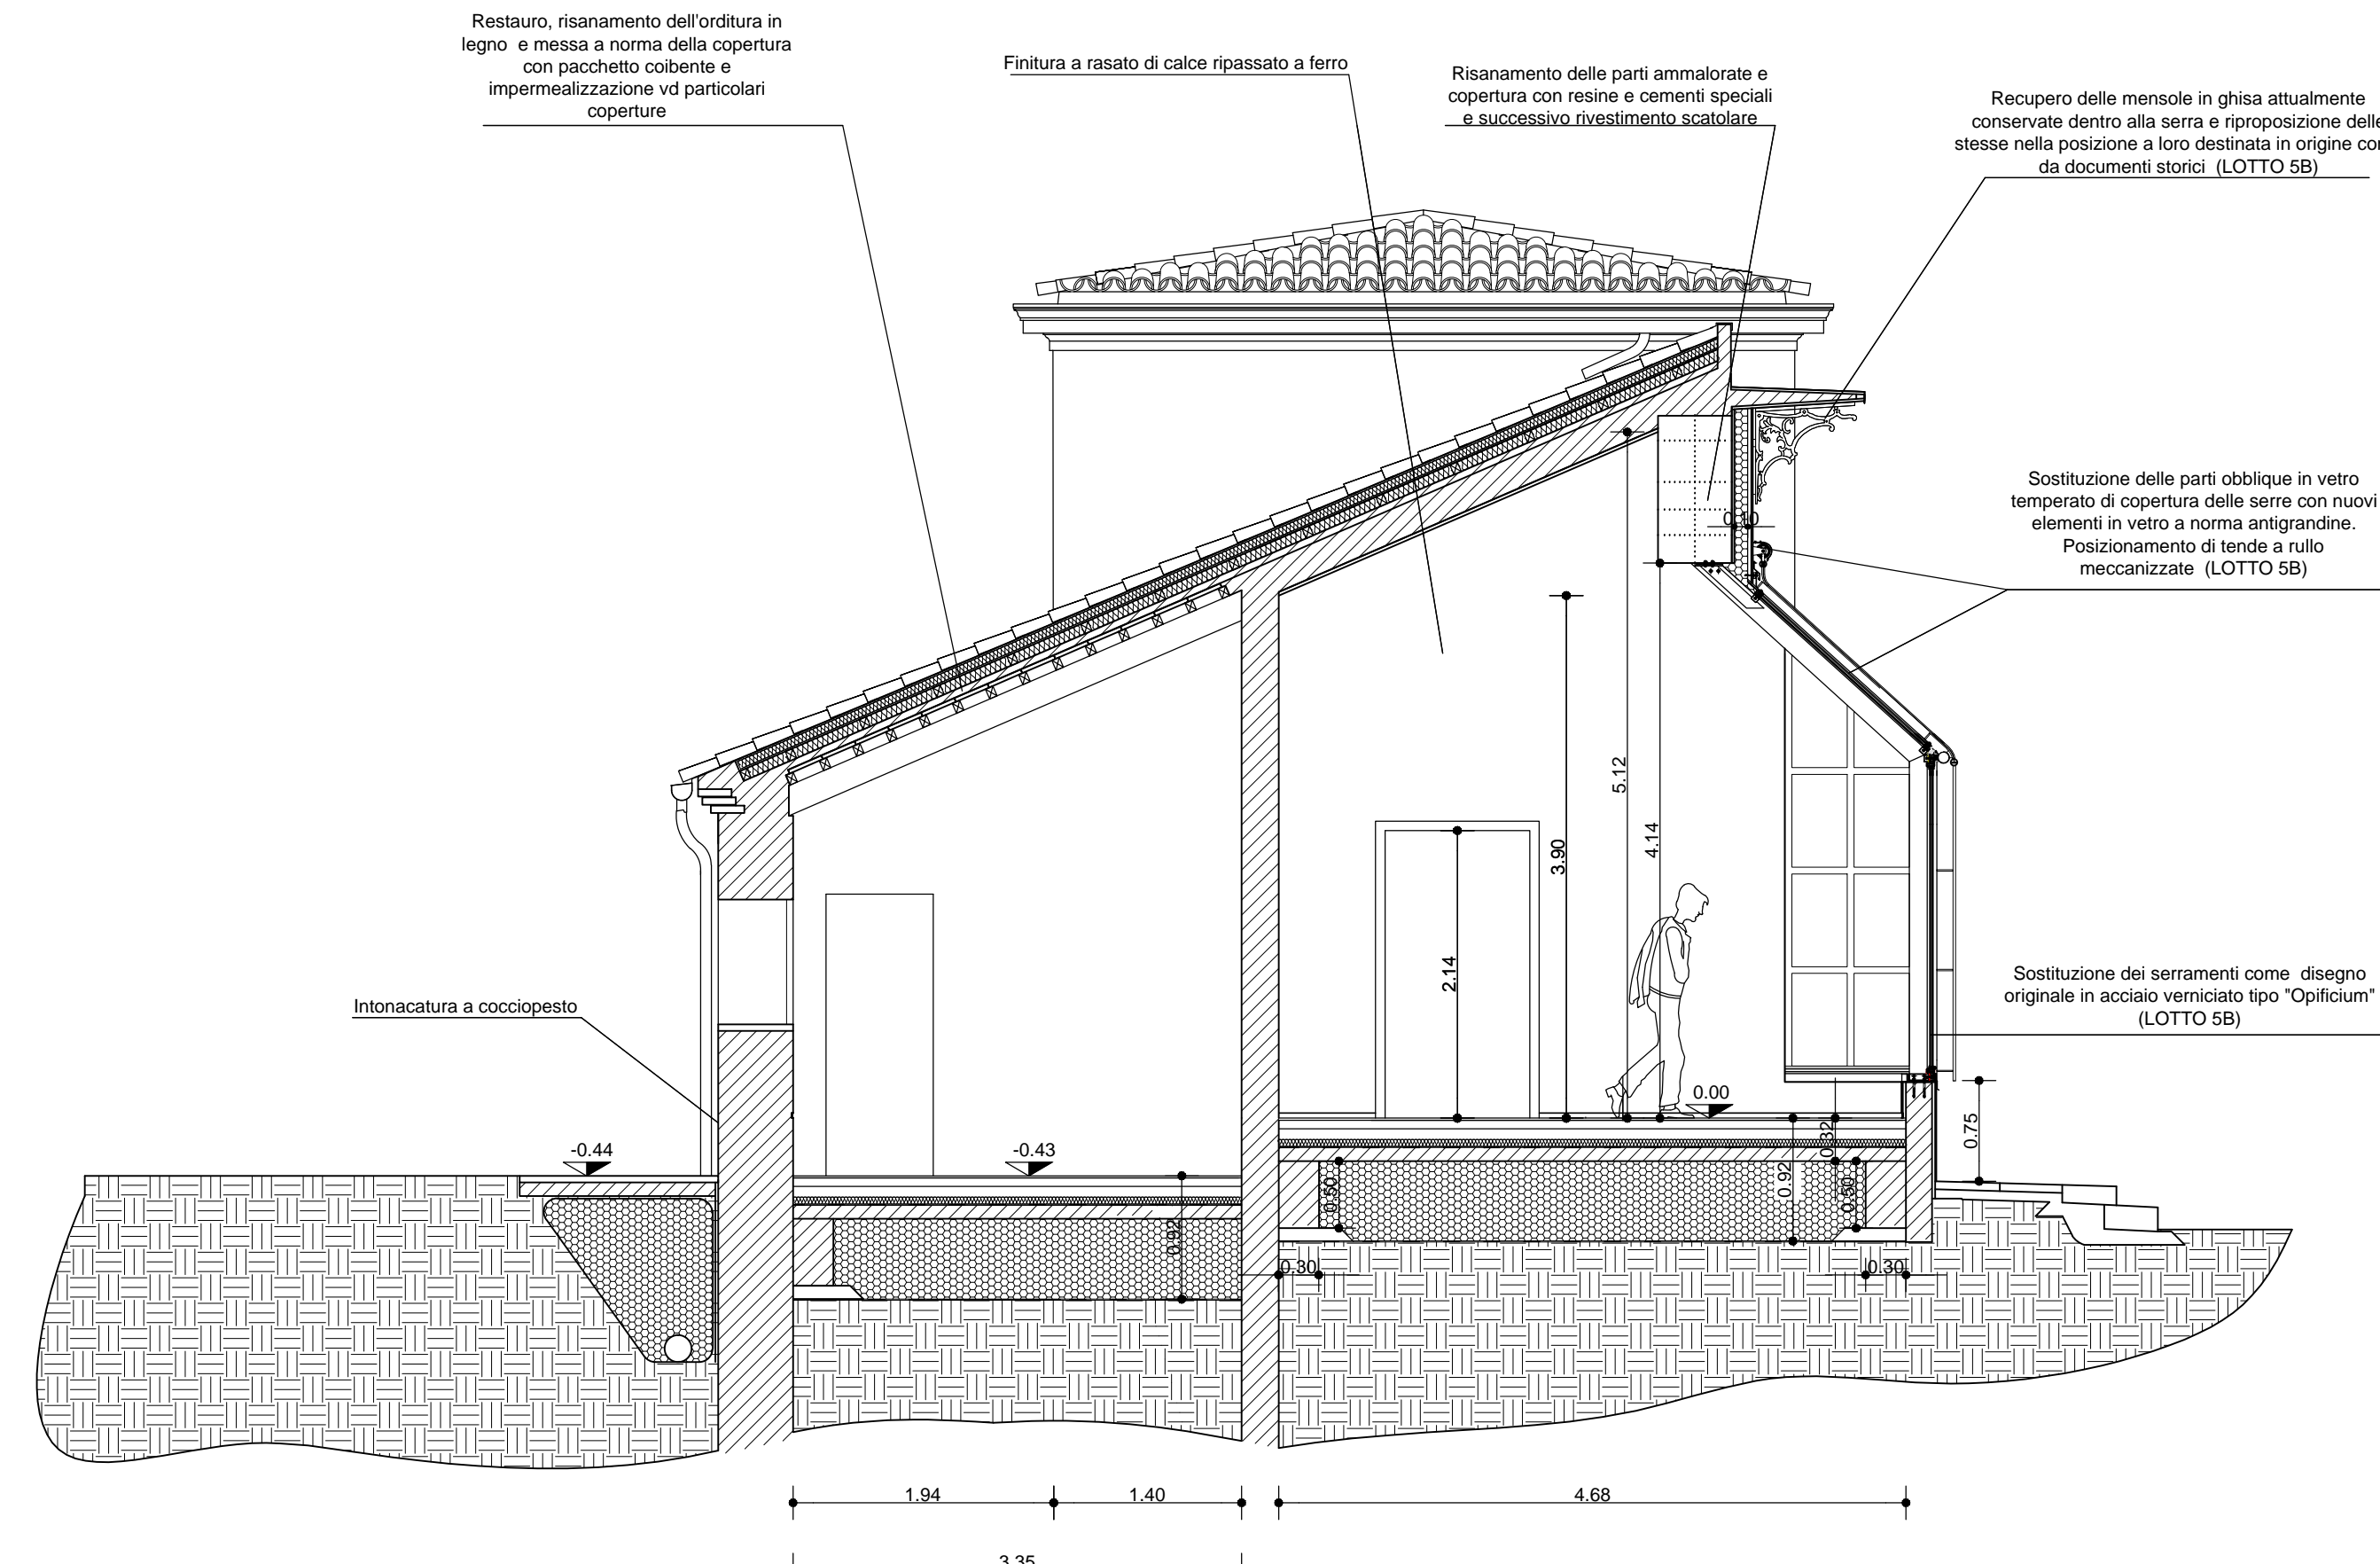 Restauro, risanamento dell'orditura in
legno e messa a norma della copertura
con pacchetto coibente e
impermealizzazione vd particolari
coperture
Finitura a rasato di calce ripassato a ferro
Risanamento delle parti ammalorate e
copertura con resine e cementi speciali
e successivo rivestimento scatolare
Recupero delle mensole in ghisa attualmente
conservate dentro alla serra e riproposizione delle
stesse nella posizione a loro destinata in origine
da documenti storici (LOTTO 5B)
Sostituzione delle parti obblique in vetro
temperato di copertura delle serre con nuovi
elementi in vetro a norma antigrandine.
Posizionamento di tende a rullo
meccanizzate (LOTTO 5B)
0.10
5.12
4.14
3.90
2.14
Sostituzione dei serramenti come disegno
originale in acciaio verniciato tipo "Opificium"
(LOTTO 5B)
Intonacatura a cocciopesto
0.00
-0.44
-0.43
0.75
0.32
0.92
0.50
0.50
0.92
0.30
0.30
1.94
1.40
4.68
3.35